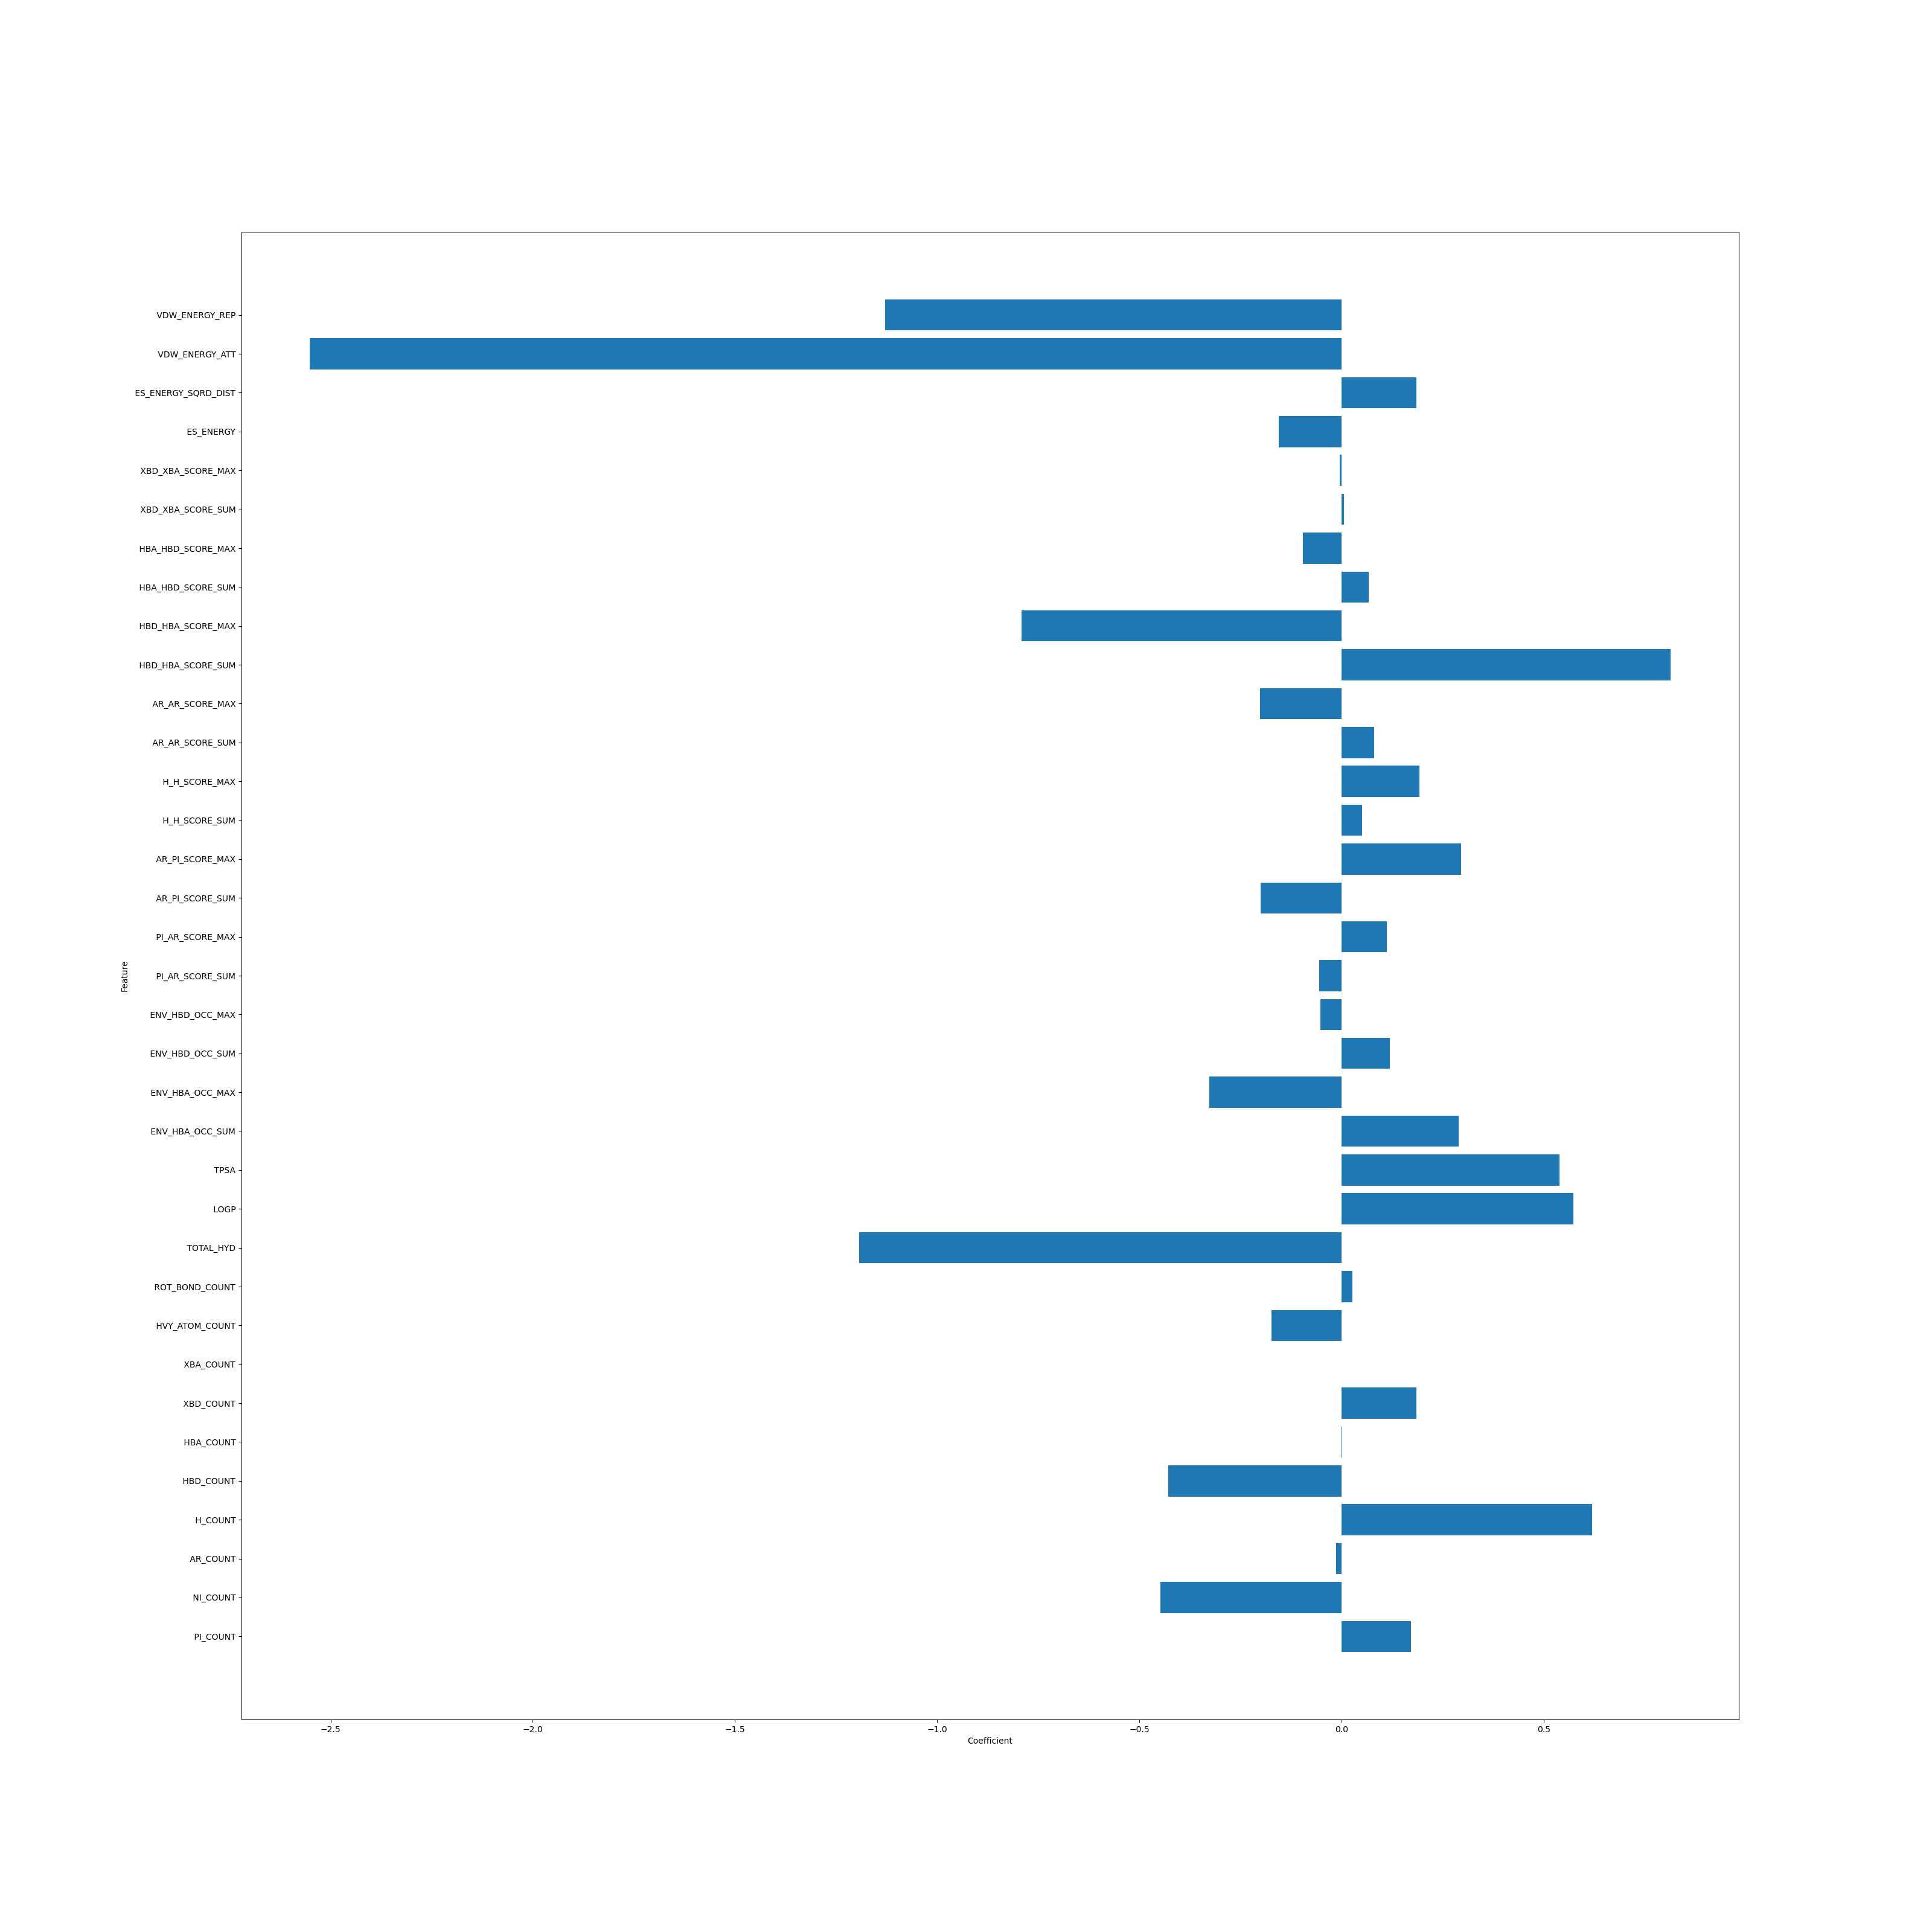 VDW_ENERGY_REP
VDW_ENERGY_ATT
ES_ENERGY_SQRD_DIST
ES_ENERGY
XBD_XBA_SCORE_MAX
XBD_XBA_SCORE_SUM
HBA_HBD_SCORE_MAX
HBA_HBD_SCORE_SUM
HBD_HBA_SCORE_MAX
HBD_HBA_SCORE_SUM
AR_AR_SCORE_MAX
AR_AR_SCORE_SUM
H_H_SCORE_MAX
H_H_SCORE_SUM
AR_PI_SCORE_MAX
AR_PI_SCORE_SUM
PI_AR_SCORE_MAX
PI_AR_SCORE_SUM
ENV_HBD_OCC_MAX
ENV_HBD_OCC_SUM
ENV_HBA_OCC_MAX
ENV_HBA_OCC_SUM
TPSA
LOGP
TOTAL_HYD
ROT_BOND_COUNT
HVY_ATOM_COUNT
XBA_COUNT
XBD_COUNT
HBA_COUNT
HBD_COUNT
H_COUNT
AR_COUNT
NI_COUNT
PI_COUNT
Feature
−2.5 −2.0 −1.5 −1.0 −0.5 0.0 0.5
Coefficient